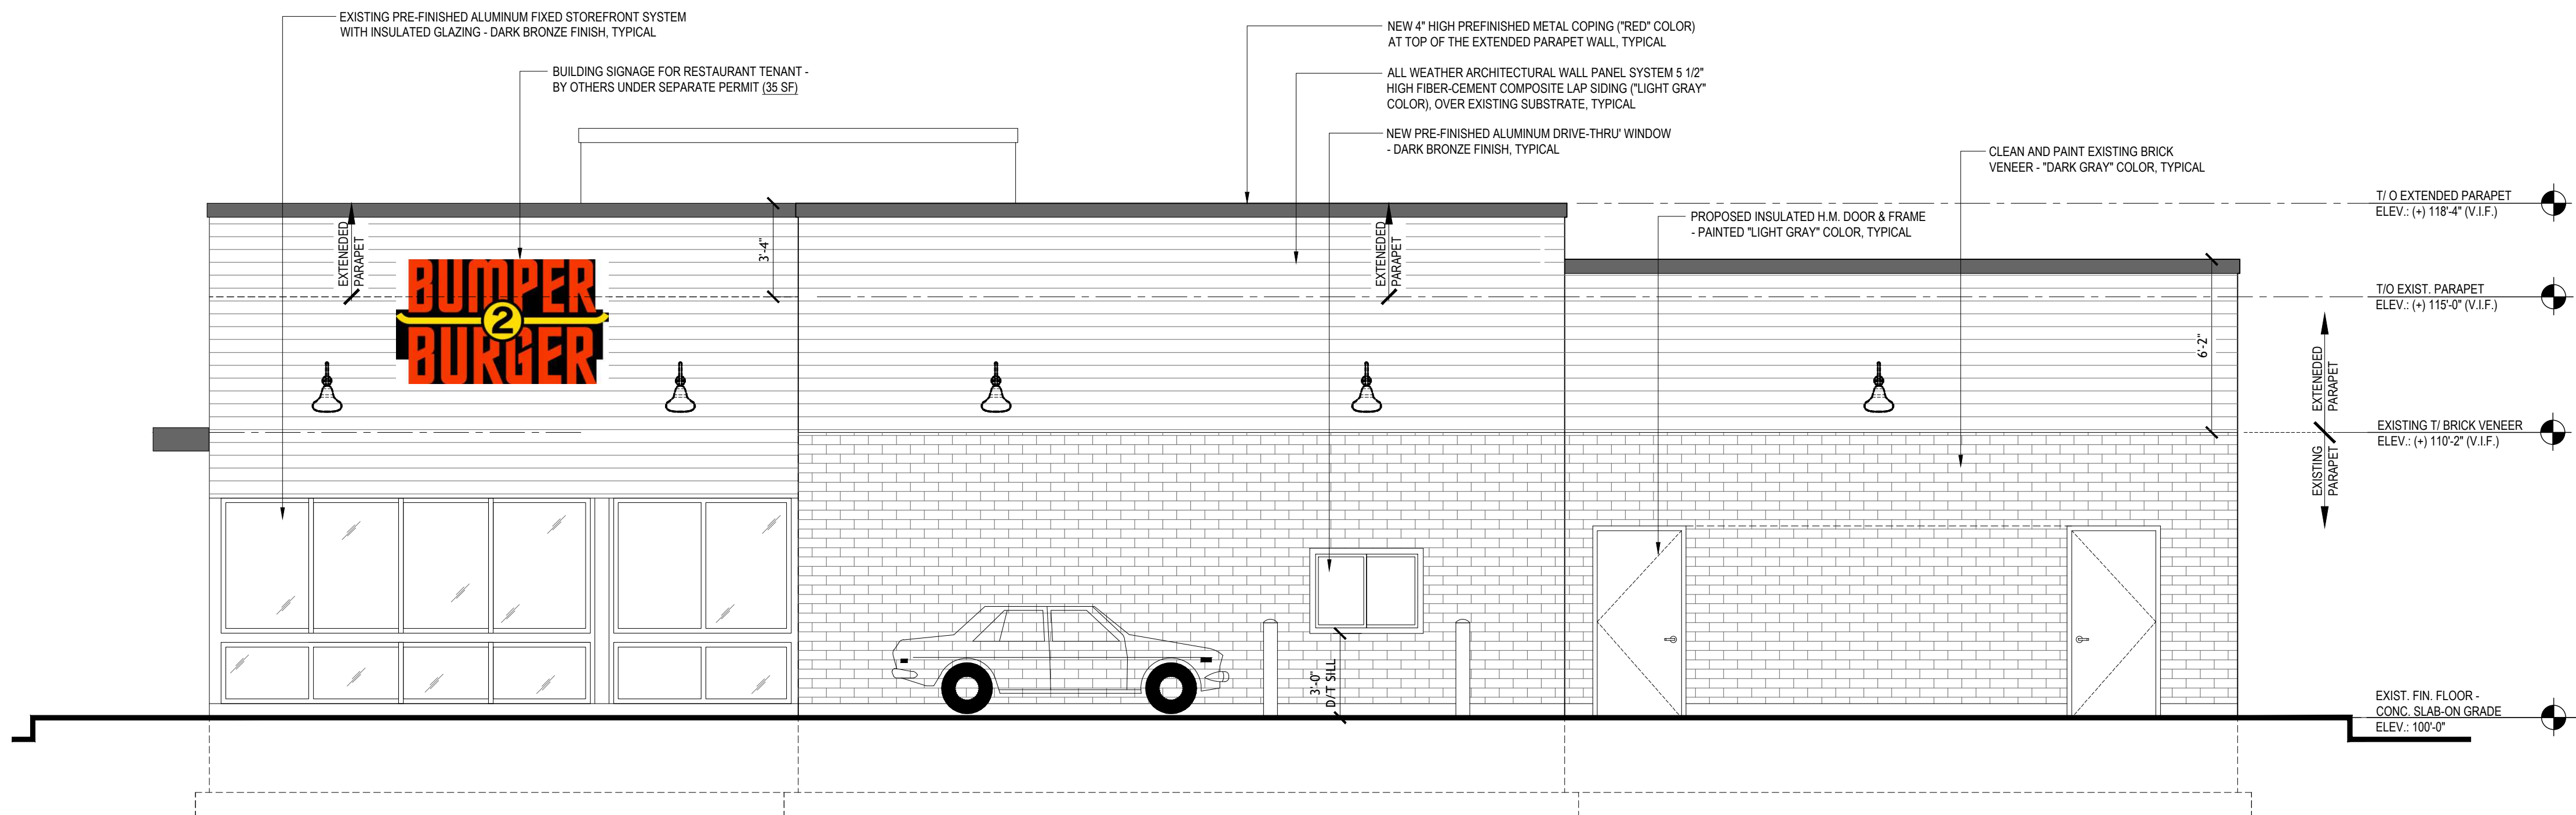 EXISTING PRE-FINISHED ALUMINUM FIXED STOREFRONT SYSTEM
WITH INSULATED GLAZING - DARK BRONZE FINISH, TYPICAL
BUILDING SIGNAGE FOR RESTAURANT TENANT -
BY OTHERS UNDER SEPARATE PERMIT (35 SF)
NEW 4" HIGH PREFINISHED METAL COPING ("RED" COLOR)
AT TOP OF THE EXTENDED PARAPET WALL, TYPICAL
ALL WEATHER ARCHITECTURAL WALL PANEL SYSTEM 5 1/2"
HIGH FIBER-CEMENT COMPOSITE LAP SIDING ("LIGHT GRAY"
COLOR), OVER EXISTING SUBSTRATE, TYPICAL
NEW PRE-FINISHED ALUMINUM DRIVE-THRU' WINDOW
- DARK BRONZE FINISH, TYPICAL
CLEAN AND PAINT EXISTING BRICK
VENEER - "DARK GRAY" COLOR, TYPICAL
PROPOSED INSULATED H.M. DOOR & FRAME
- PAINTED "LIGHT GRAY" COLOR, TYPICAL
T/ O EXTENDED PARAPET
ELEV.: (+) 118'-4" (V.I.F.)
EXTENEDED
PARAPET
3'-4"
EXTENEDED
PARAPET
BUMPER
2
BURGER
T/O EXIST. PARAPET
ELEV.: (+) 115'-0" (V.I.F.)
6'-2"
EXTENEDED
PARAPET
EXISTING T/ BRICK VENEER
ELEV.: (+) 110'-2" (V.I.F.)
EXISTING
PARAPET
3'-0"
D/T SILL
EXIST. FIN. FLOOR -
CONC. SLAB-ON GRADE
ELEV.: 100'-0"